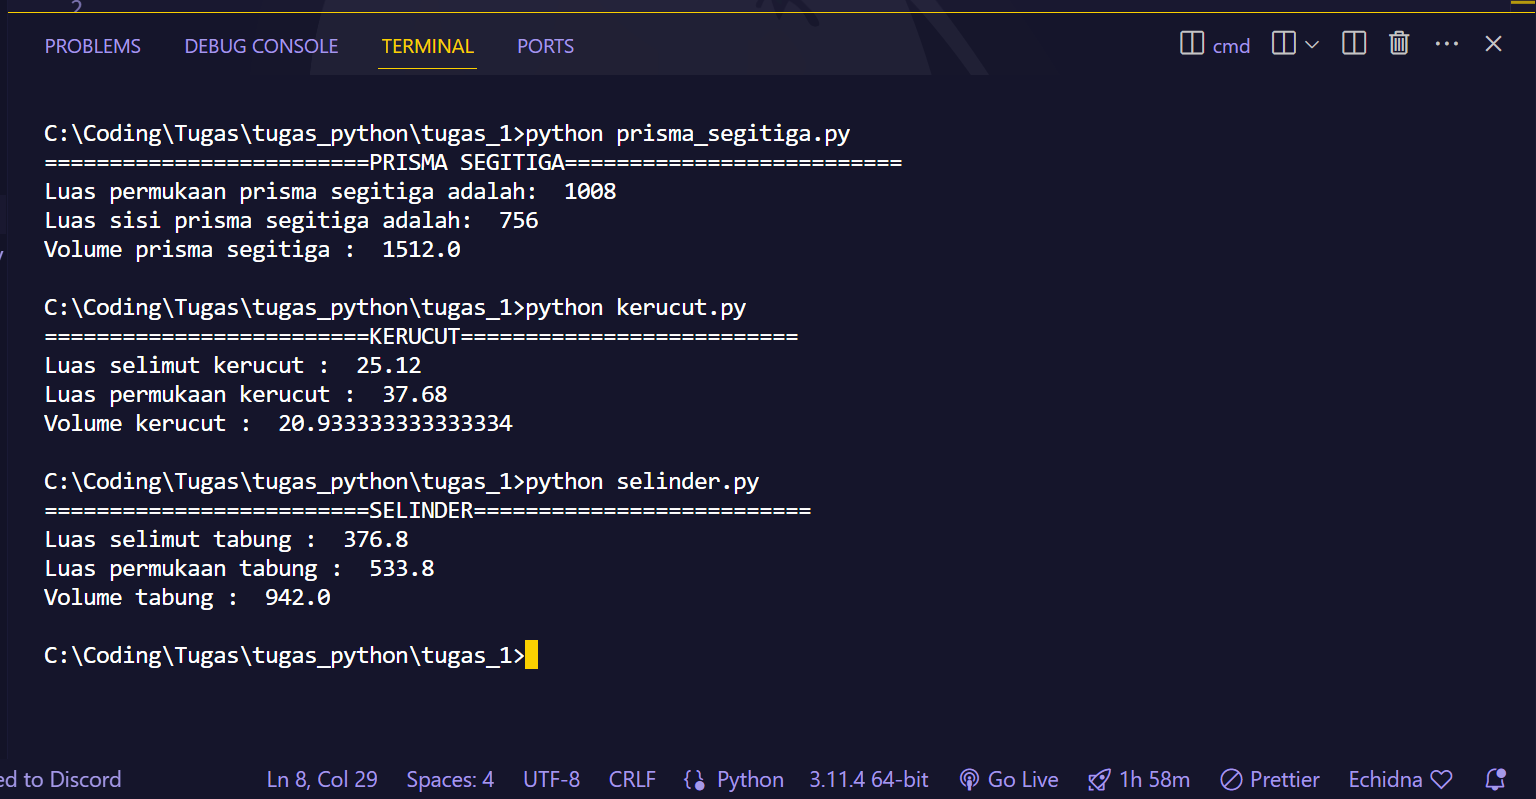 2
PROBLEMS DEBUG CONSOLE TERMINAL PORTS cmd
C:\Coding\Tugas\tugas_python\tugas_1>python prisma_segitiga.py
=========================PRISMA SEGITIGA==========================
Luas permukaan prisma segitiga adalah:  1008
Luas sisi prisma segitiga adalah:  756
Volume prisma segitiga :  1512.0
C:\Coding\Tugas\tugas_python\tugas_1>python kerucut.py
=========================KERUCUT==========================
Luas selimut kerucut :  25.12
Luas permukaan kerucut :  37.68
Volume kerucut :  20.933333333333334
C:\Coding\Tugas\tugas_python\tugas_1>python selinder.py
=========================SELINDER==========================
Luas selimut tabung :  376.8
Luas permukaan tabung :  533.8
Volume tabung :  942.0
C:\Coding\Tugas\tugas_python\tugas_1>
ed to Discord Ln 8, Col 29 Spaces: 4 UTF-8 CRLF Python 3.11.4 64-bit Go Live 1h 58m Prettier Echidna